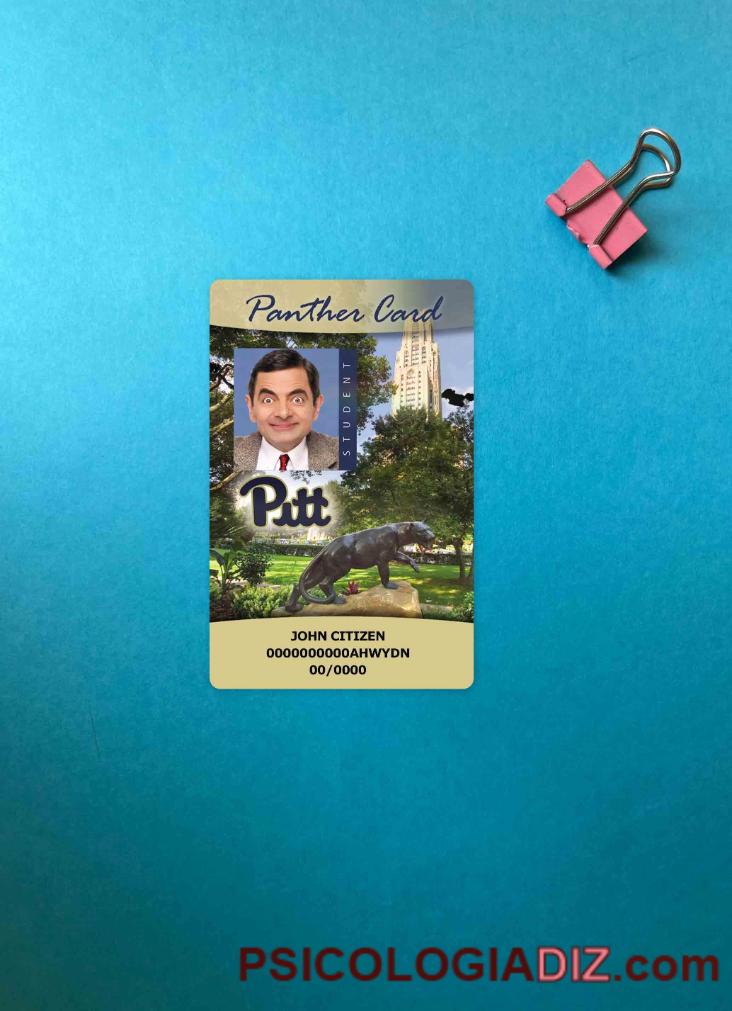 Panther Card
STUDENT
Pitt
JOHN CITIZEN
0000000000AHWYDN
00/0000
PSICOLOGIADIZ.com